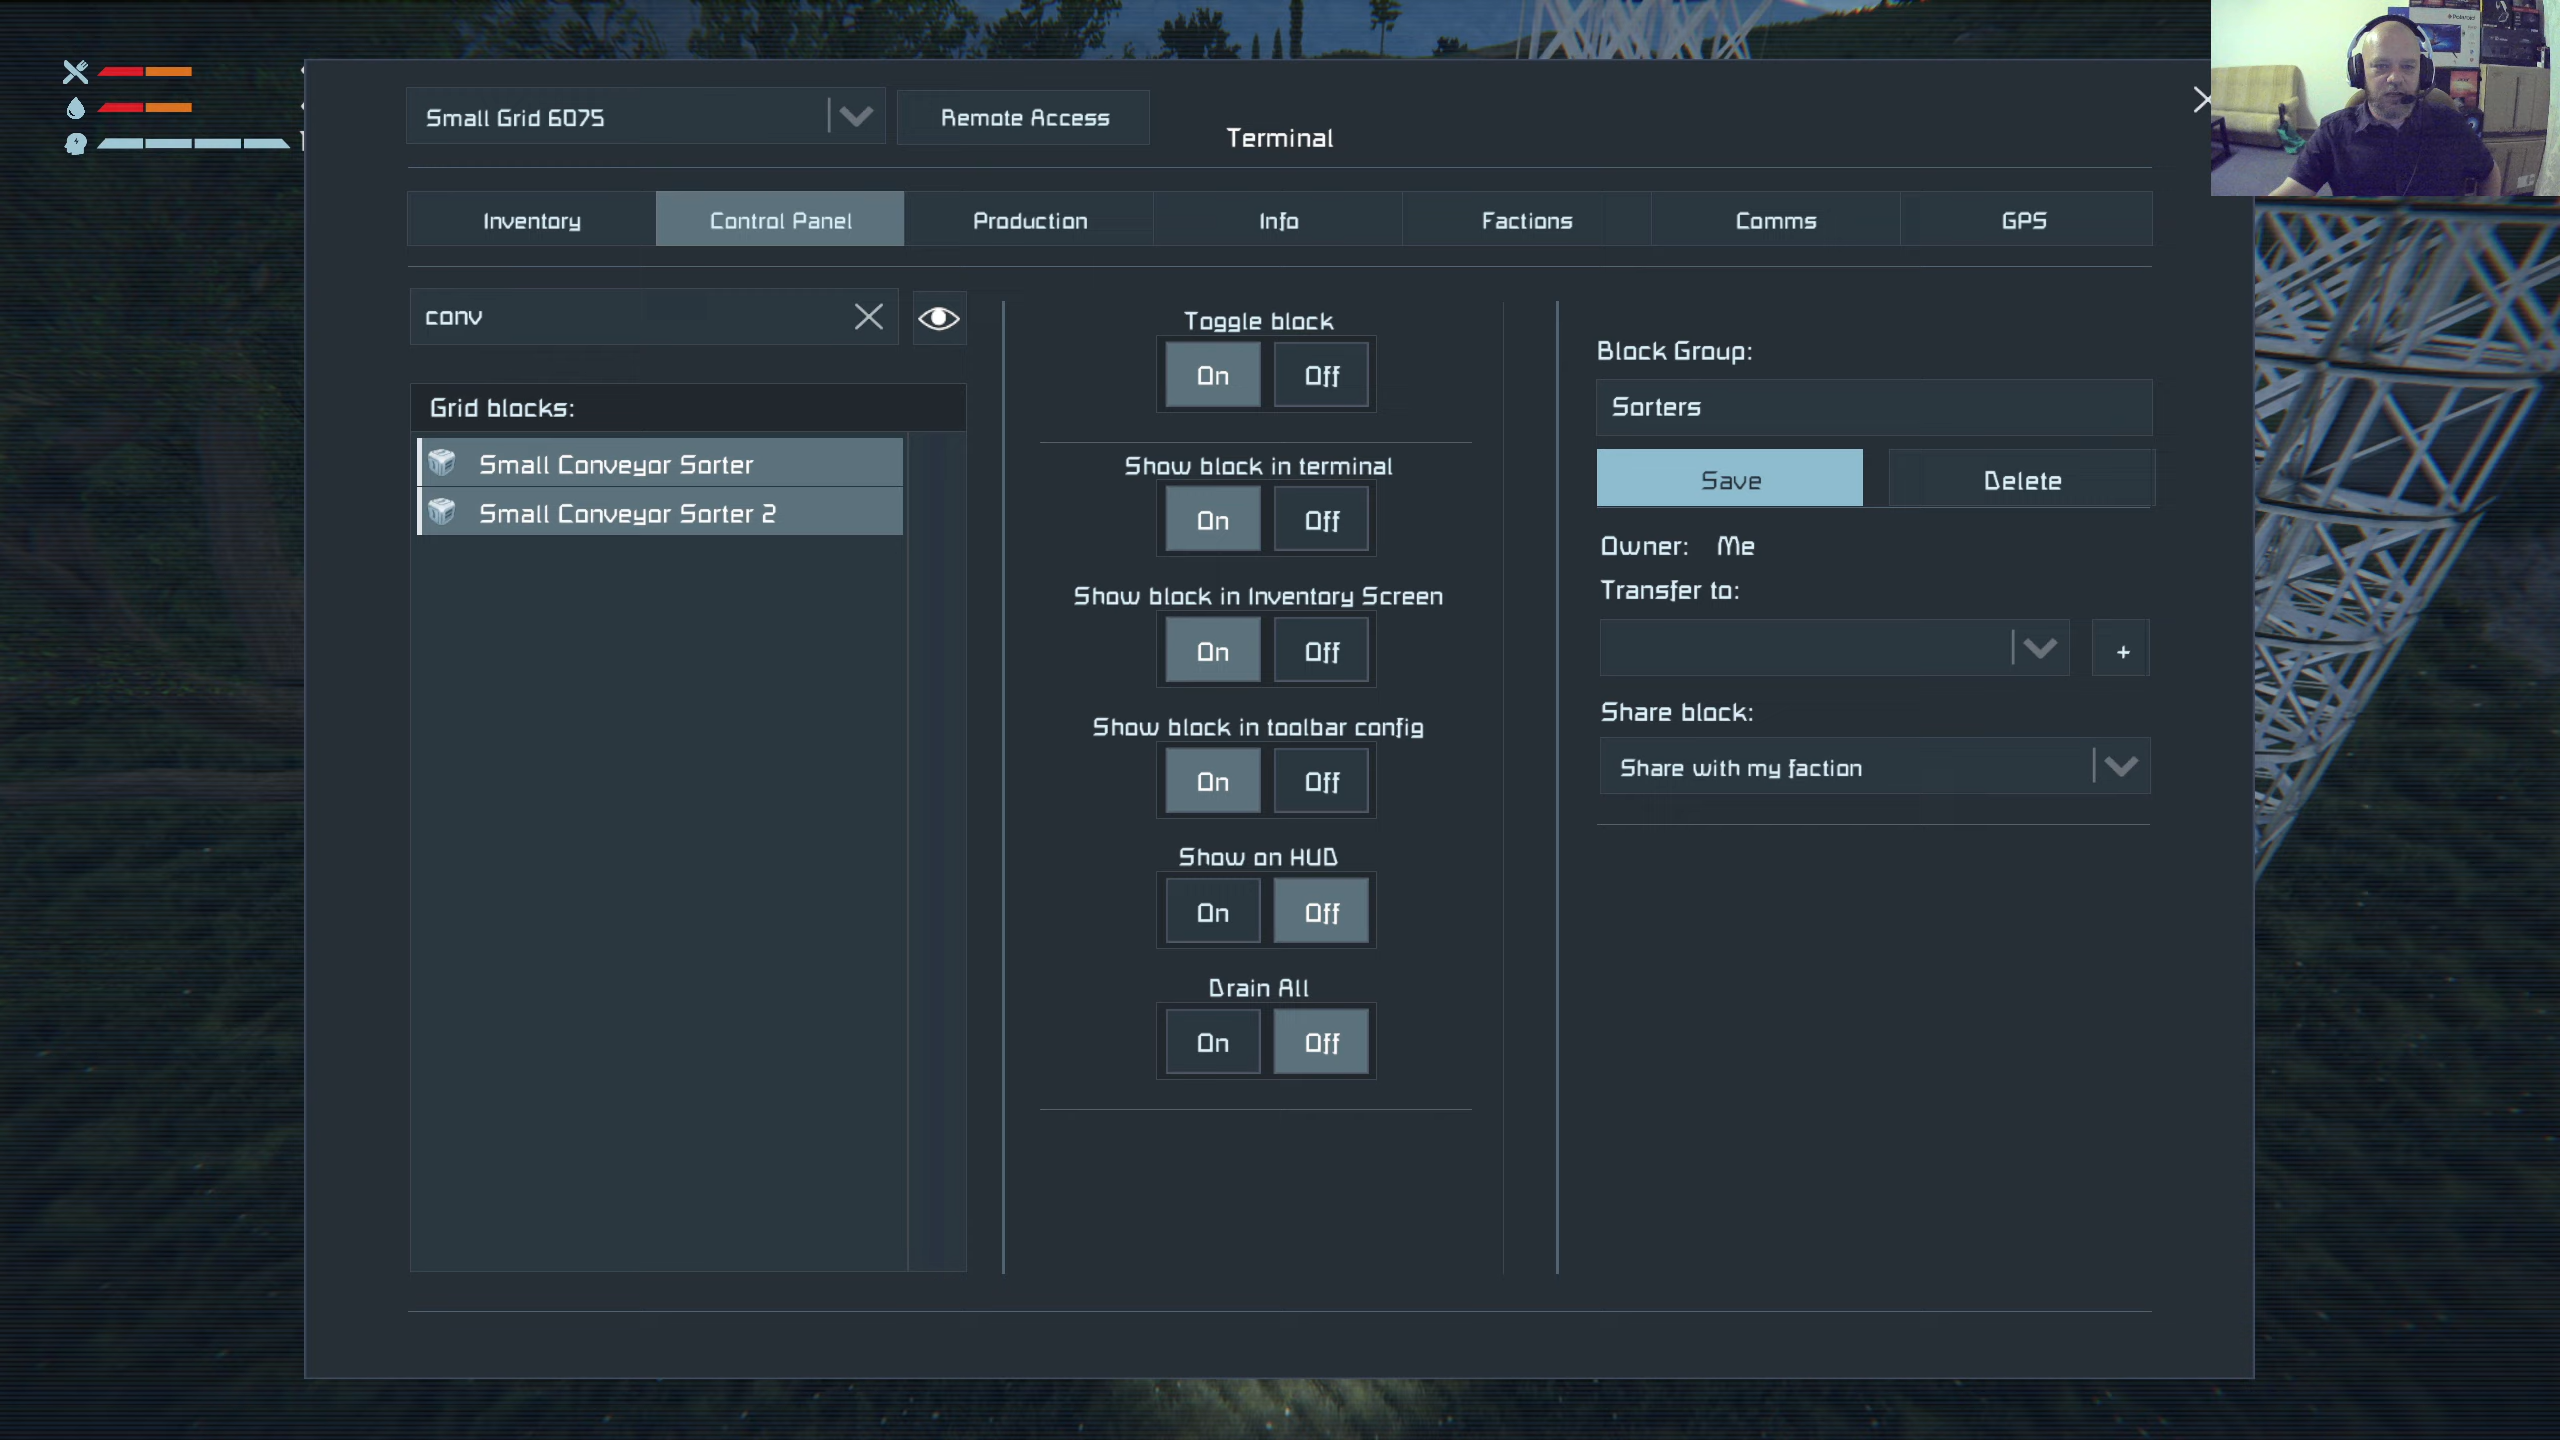 Small Grid 6075
Remote Access
Terminal
Inventory
Control Panel
Production
Info
Factions
Comms
GPS
conv
Grid blocks:
Small Conveyor Sorter
Small Conveyor Sorter 2
Toggle block
On Off
Show block in terminal
On Off
Show block in Inventory Screen
On Off
Show block in toolbar config
On Off
Show on HUD
On Off
Drain All
On Off
Block Group:
Sorters
Save Delete
Owner: Me
Transfer to:
+
Share block:
Share with my faction
Polaroid